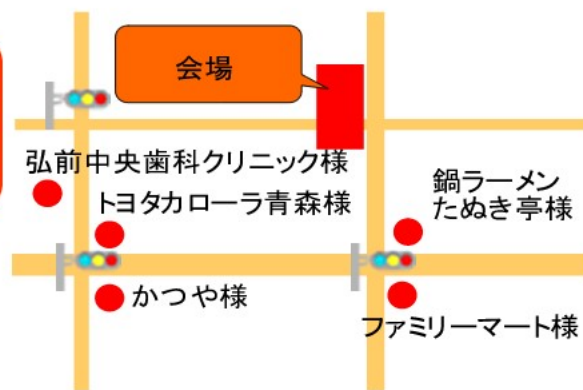 会場
弘前中央歯科クリニック様
トヨタカローラ青森様
鍋ラーメン
たぬき亭様
かつや様
ファミリーマート様